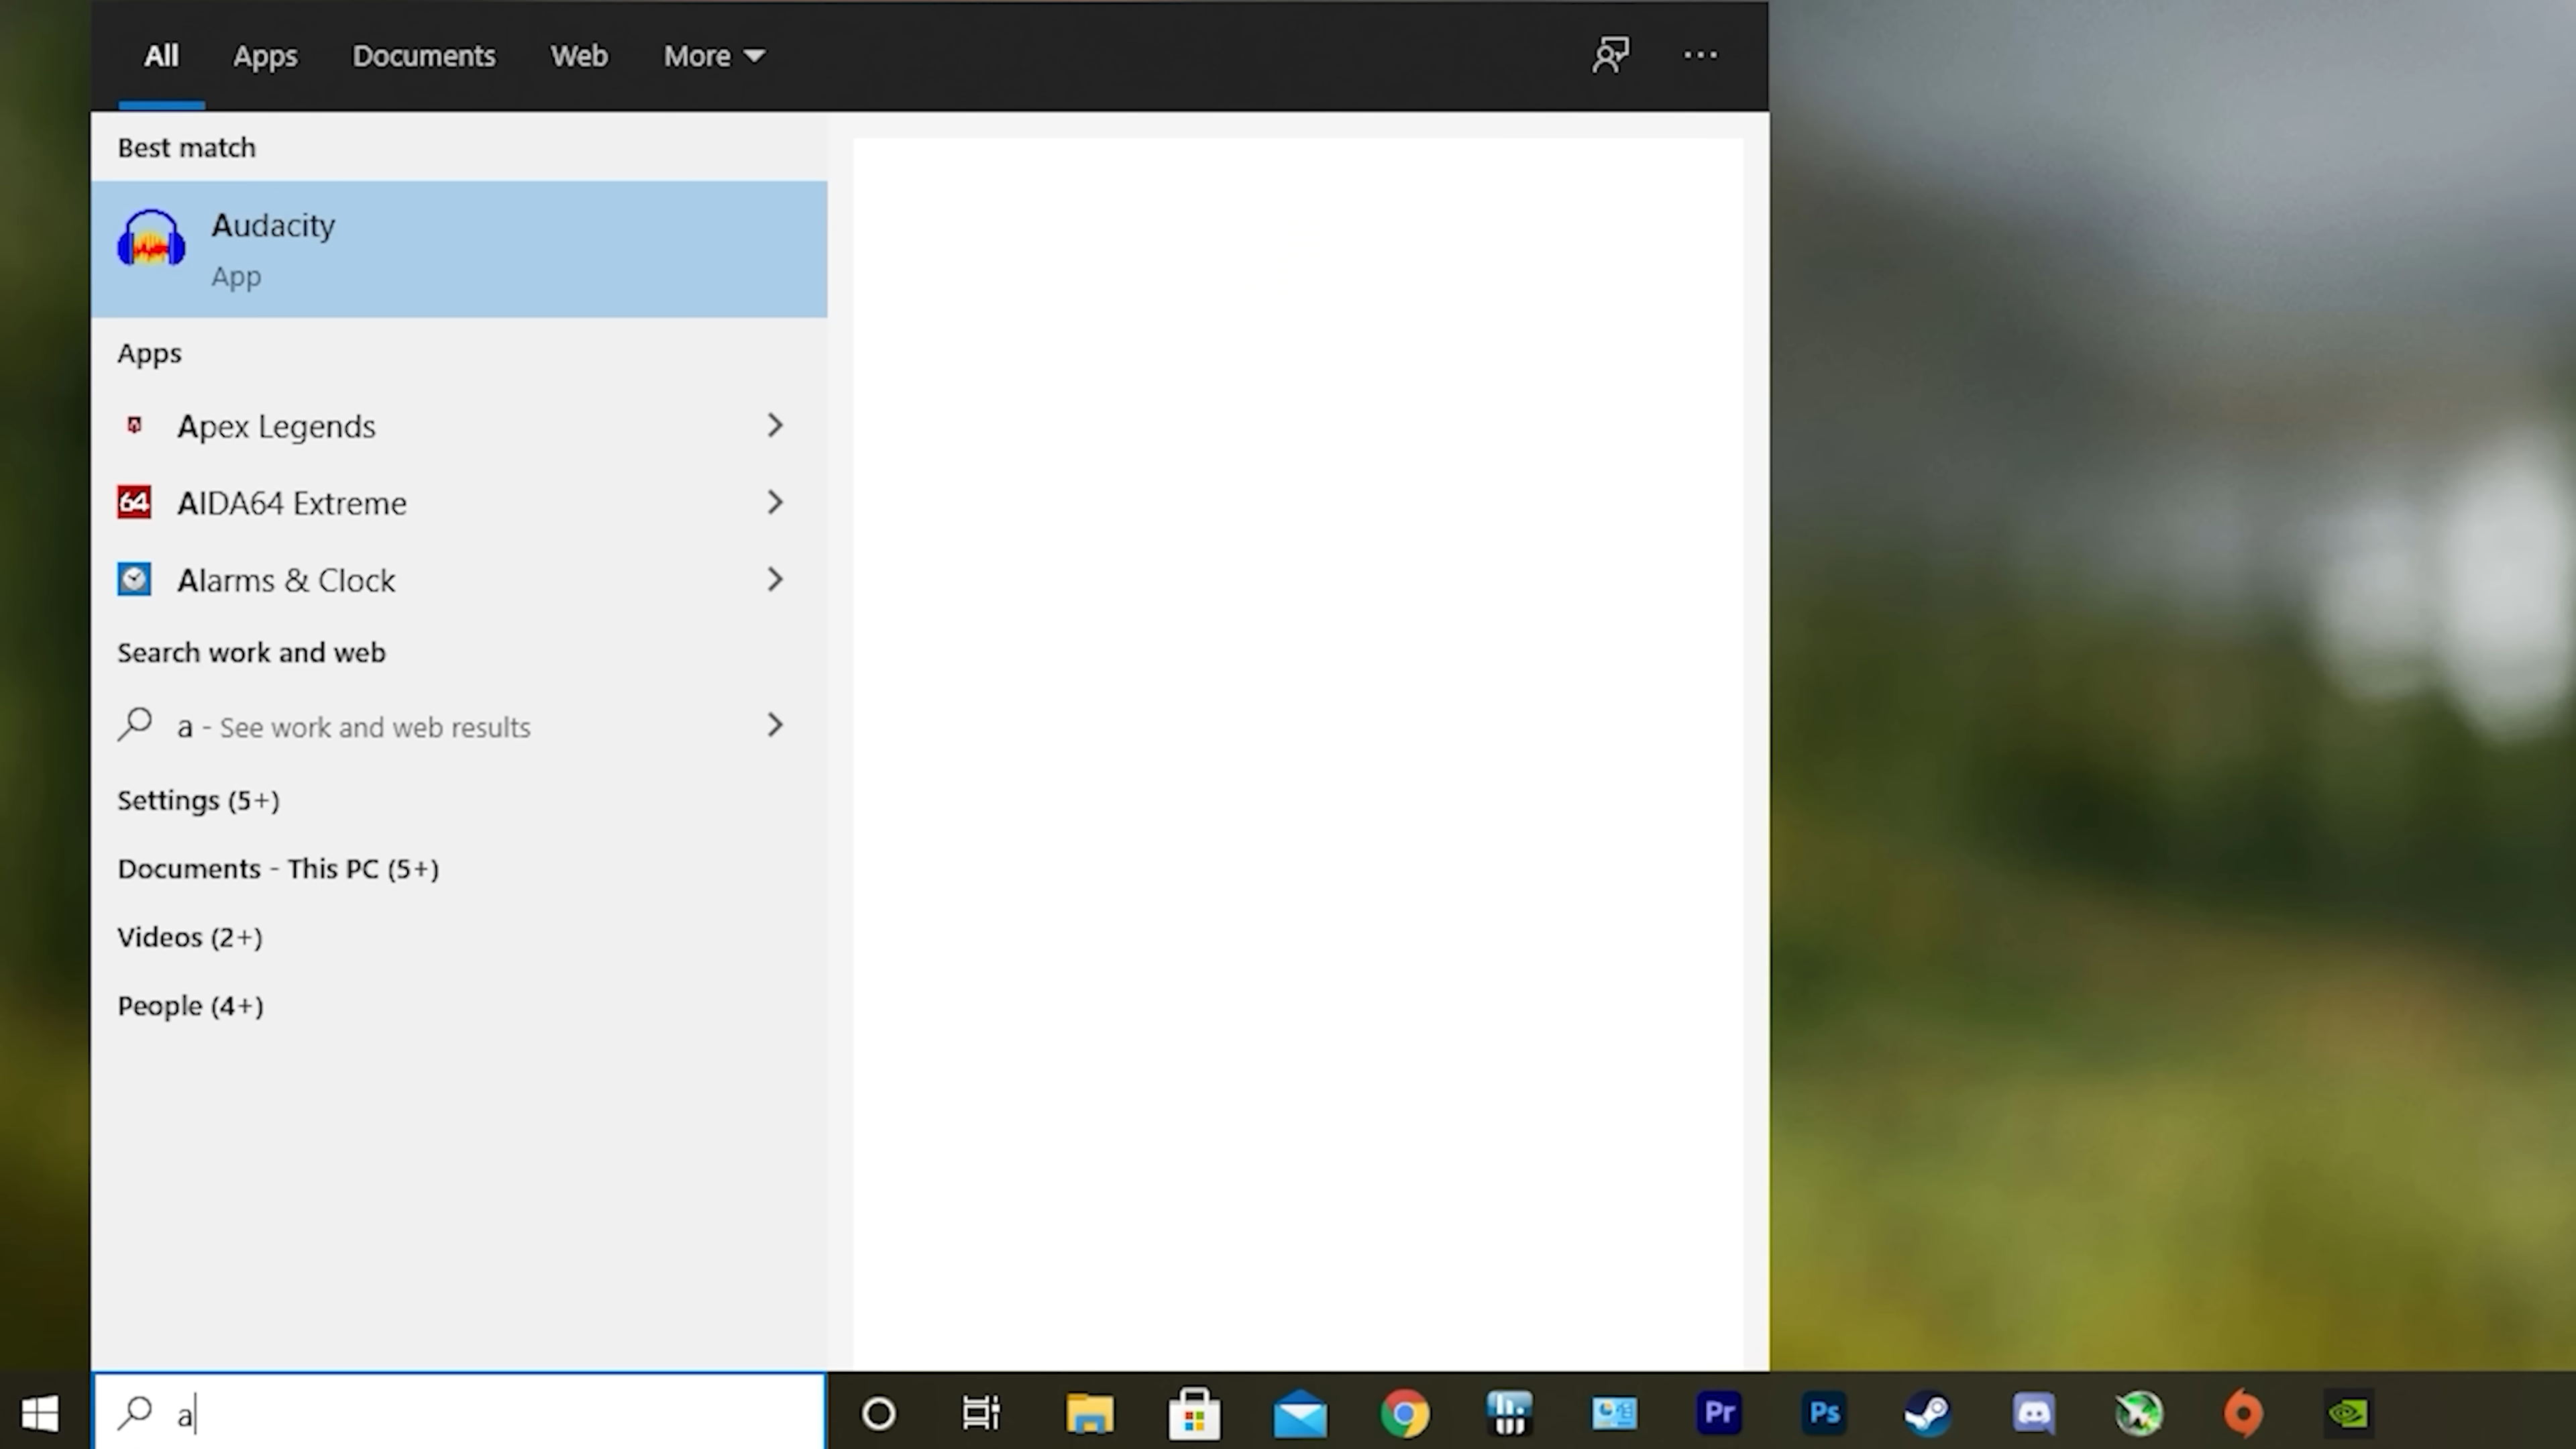 All Apps Documents Web More
Best match
Audacity
App
Apps
Apex Legends
64 AIDA64 Extreme
Alarms & Clock
Search work and web
a - See work and web results
Settings (5+)
Documents - This PC (5+)
Videos (2+)
People (4+)
a
Pr Ps